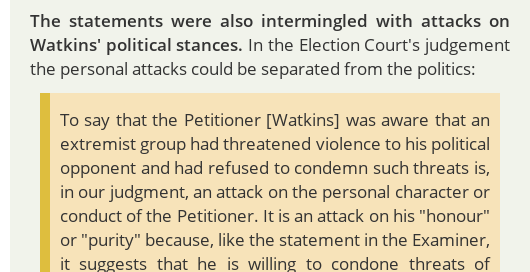 The statements were also intermingled with attacks on
Watkins' political stances. In the Election Court's judgement
the personal attacks could be separated from the politics:
To say that the Petitioner [Watkins] was aware that an
extremist group had threatened violence to his political
opponent and had refused to condemn such threats is,
in our judgment, an attack on the personal character or
conduct of the Petitioner. It is an attack on his "honour"
or "purity" because, like the statement in the Examiner,
it suggests that he is willing to condone threats of